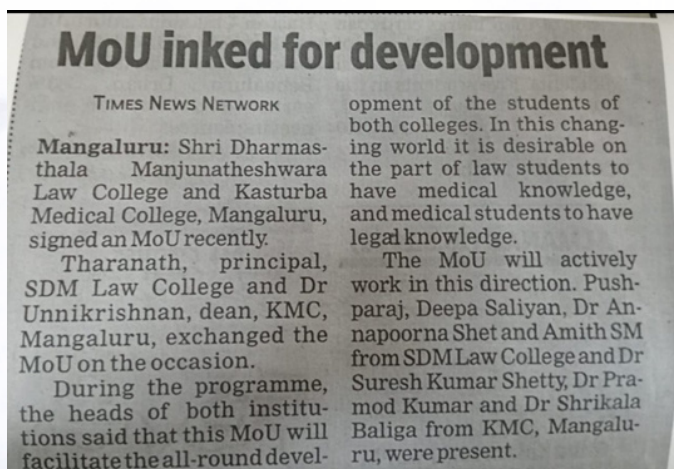 MoU inked for development
TIMES NEWS NETWORK
Mangaluru: Shri Dharmas-
thala Manjunatheshwara
Law College and Kasturba
Medical College, Mangaluru,
signed an MoU recently.
Tharanath, principal,
SDM Law College and Dr
Unnikrishnan, dean, KMC,
Mangaluru, exchanged the
MoU on the occasion.
During the programme,
the heads of both institu-
tions said that this MoU will
facilitate the all-round devel-
opment of the students of
both colleges. In this chang-
ing world it is desirable on
the part of law students to
have medical knowledge,
and medical students to have
legal knowledge.
The MoU will actively
work in this direction. Push-
paraj, Deepa Saliyan, Dr An-
napoorna Shet and Amith SM
from SDM Law College and Dr
Suresh Kumar Shetty, Dr Pra-
mod Kumar and Dr Shrikala
Baliga from KMC, Mangalu-
ru, were present.